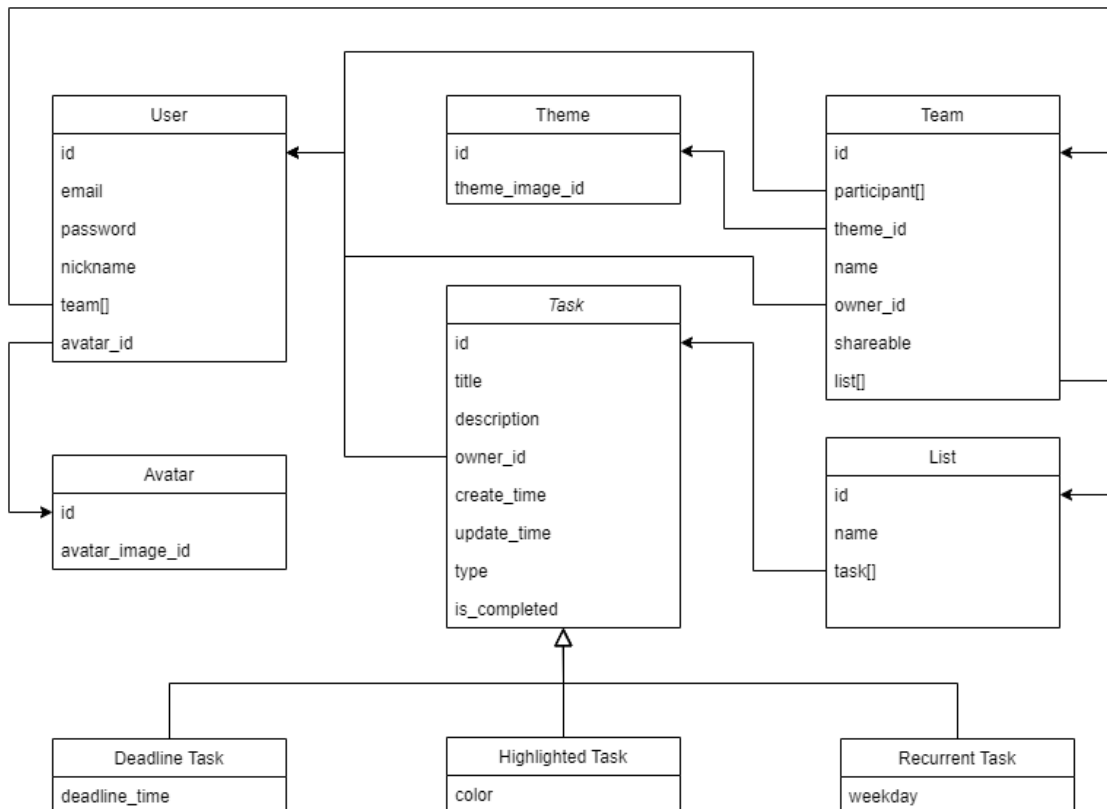 User
id
email
password
nickname
team[]
avatar_id
Theme
id
theme_image_id
Team
id
participant[]
theme_id
name
owner_id
shareable
list[]
Task
id
title
description
owner_id
create_time
update_time
type
is_completed
Avatar
id
avatar_image_id
List
id
name
task[]
Deadline Task
deadline_time
Highlighted Task
color
Recurrent Task
weekday